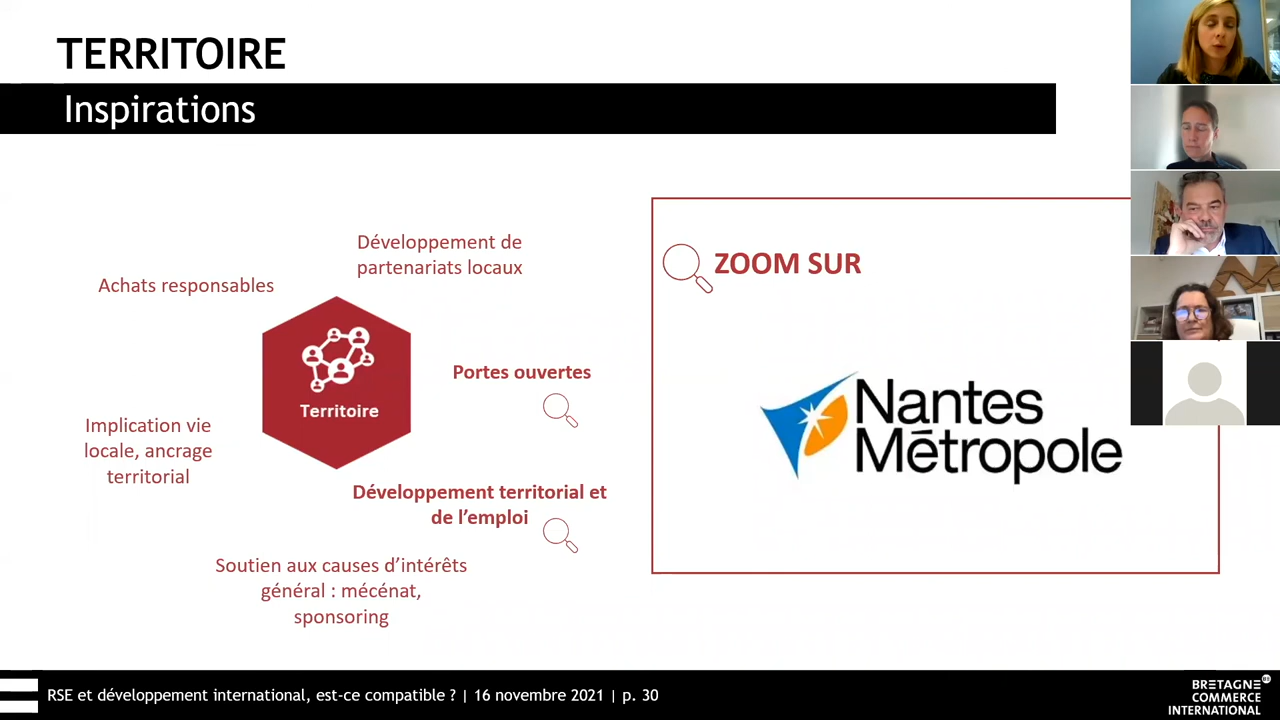 TERRITOIRE
Inspirations
Développement de
partenariats locaux
Achats responsables
Territoire
Portes ouvertes
Implication vie
locale, ancrage
territorial
Développement territorial et
de l’emploi
Soutien aux causes d’intérêts
général : mécénat,
sponsoring
ZOOM SUR
Nantes
Métropole
RSE et développement international, est-ce compatible ? | 16 novembre 2021 | p. 30
BRETAGNE
COMMERCE
INTERNATIONAL